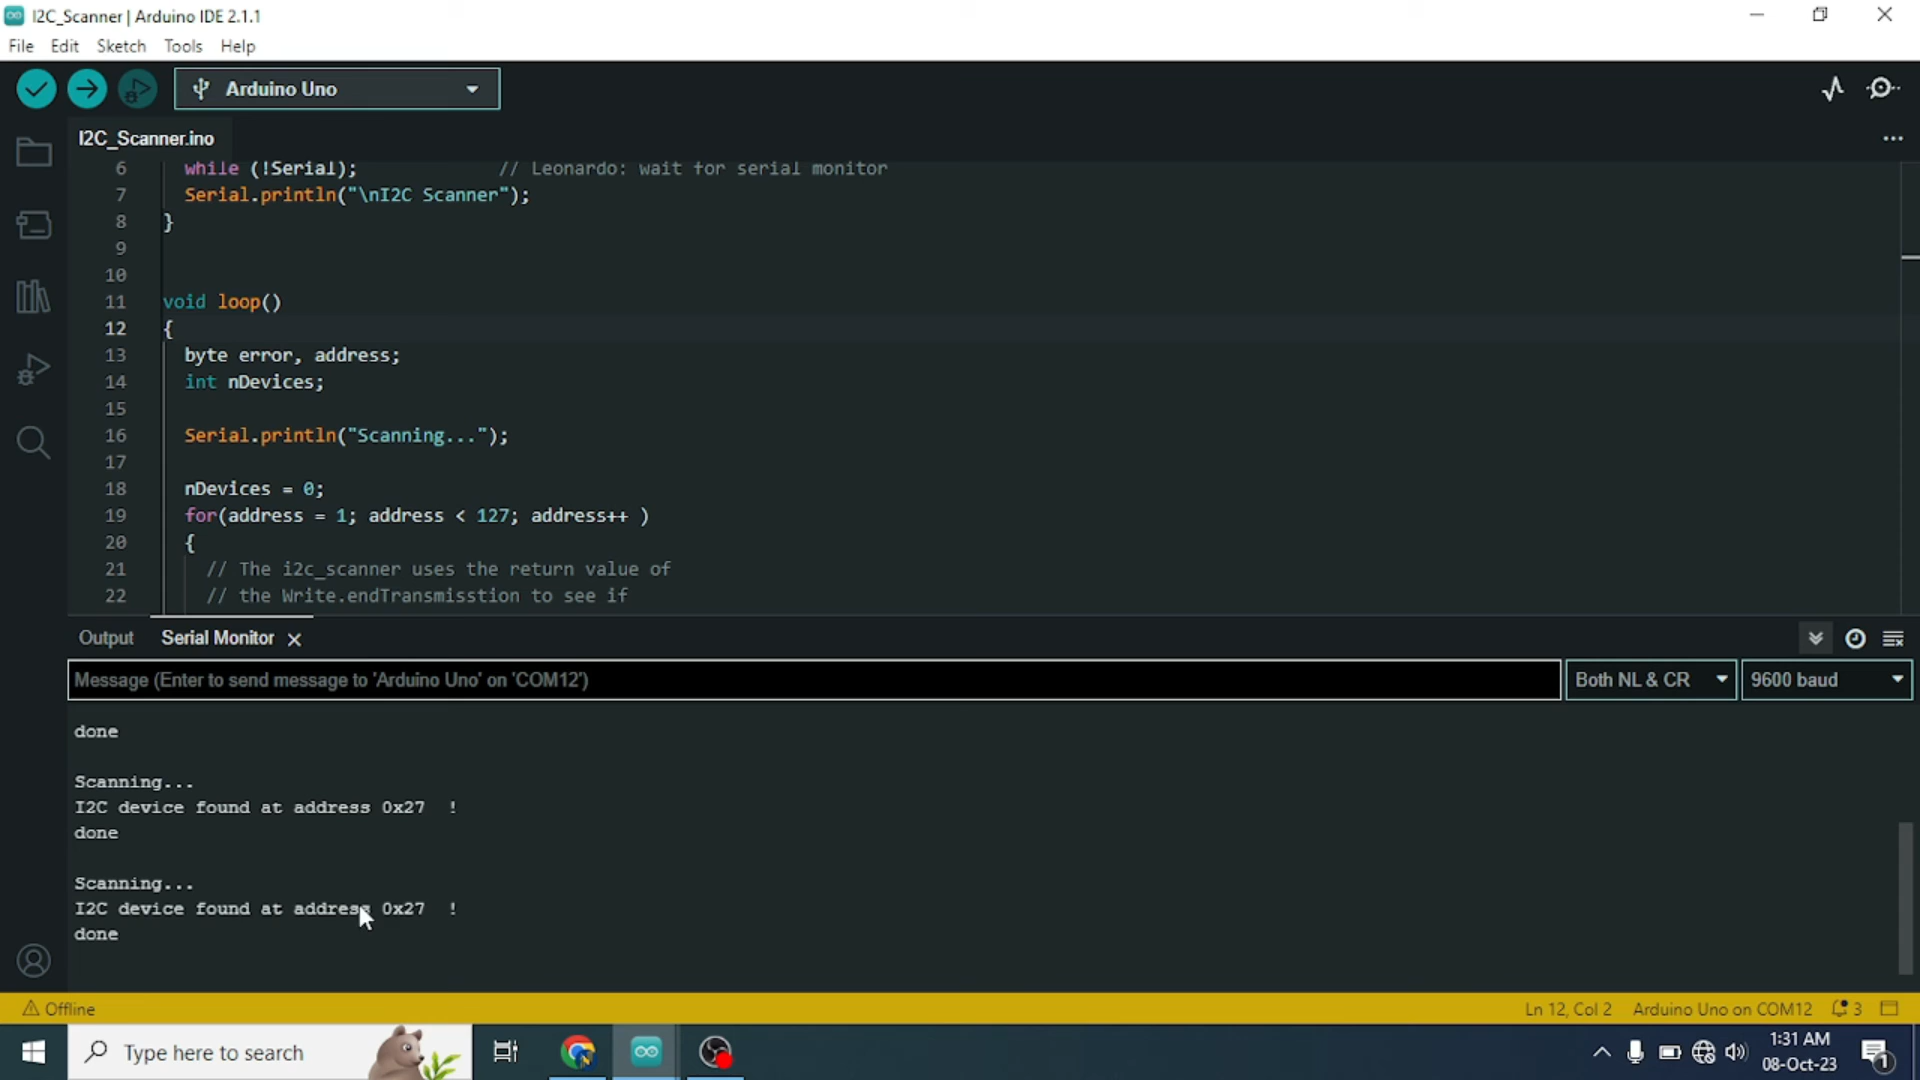 I2C_Scanner | Arduino IDE 2.1.1
File Edit Sketch Tools Help
Arduino Uno
I2C_Scanner.ino
6 while (!Serial); // Leonardo: wait for serial monitor
7 Serial.println("\nI2C Scanner");
8 }
9
10
11 void loop()
12 {
13 byte error, address;
14 int nDevices;
15
16 Serial.println("Scanning...");
17
18 nDevices = 0;
19 for(address = 1; address < 127; address++ )
20 {
21 // The i2c_scanner uses the return value of
22 // the Write.endTransmisstion to see if
Output Serial Monitor
Message (Enter to send message to 'Arduino Uno' on 'COM12') Both NL & CR 9600 baud
done
Scanning...
I2C device found at address 0x27 !
done
Scanning...
I2C device found at address 0x27 !
done
Offline Ln 12, Col 2 Arduino Uno on COM12 3
Type here to search 1:31 AM
08-Oct-23 1